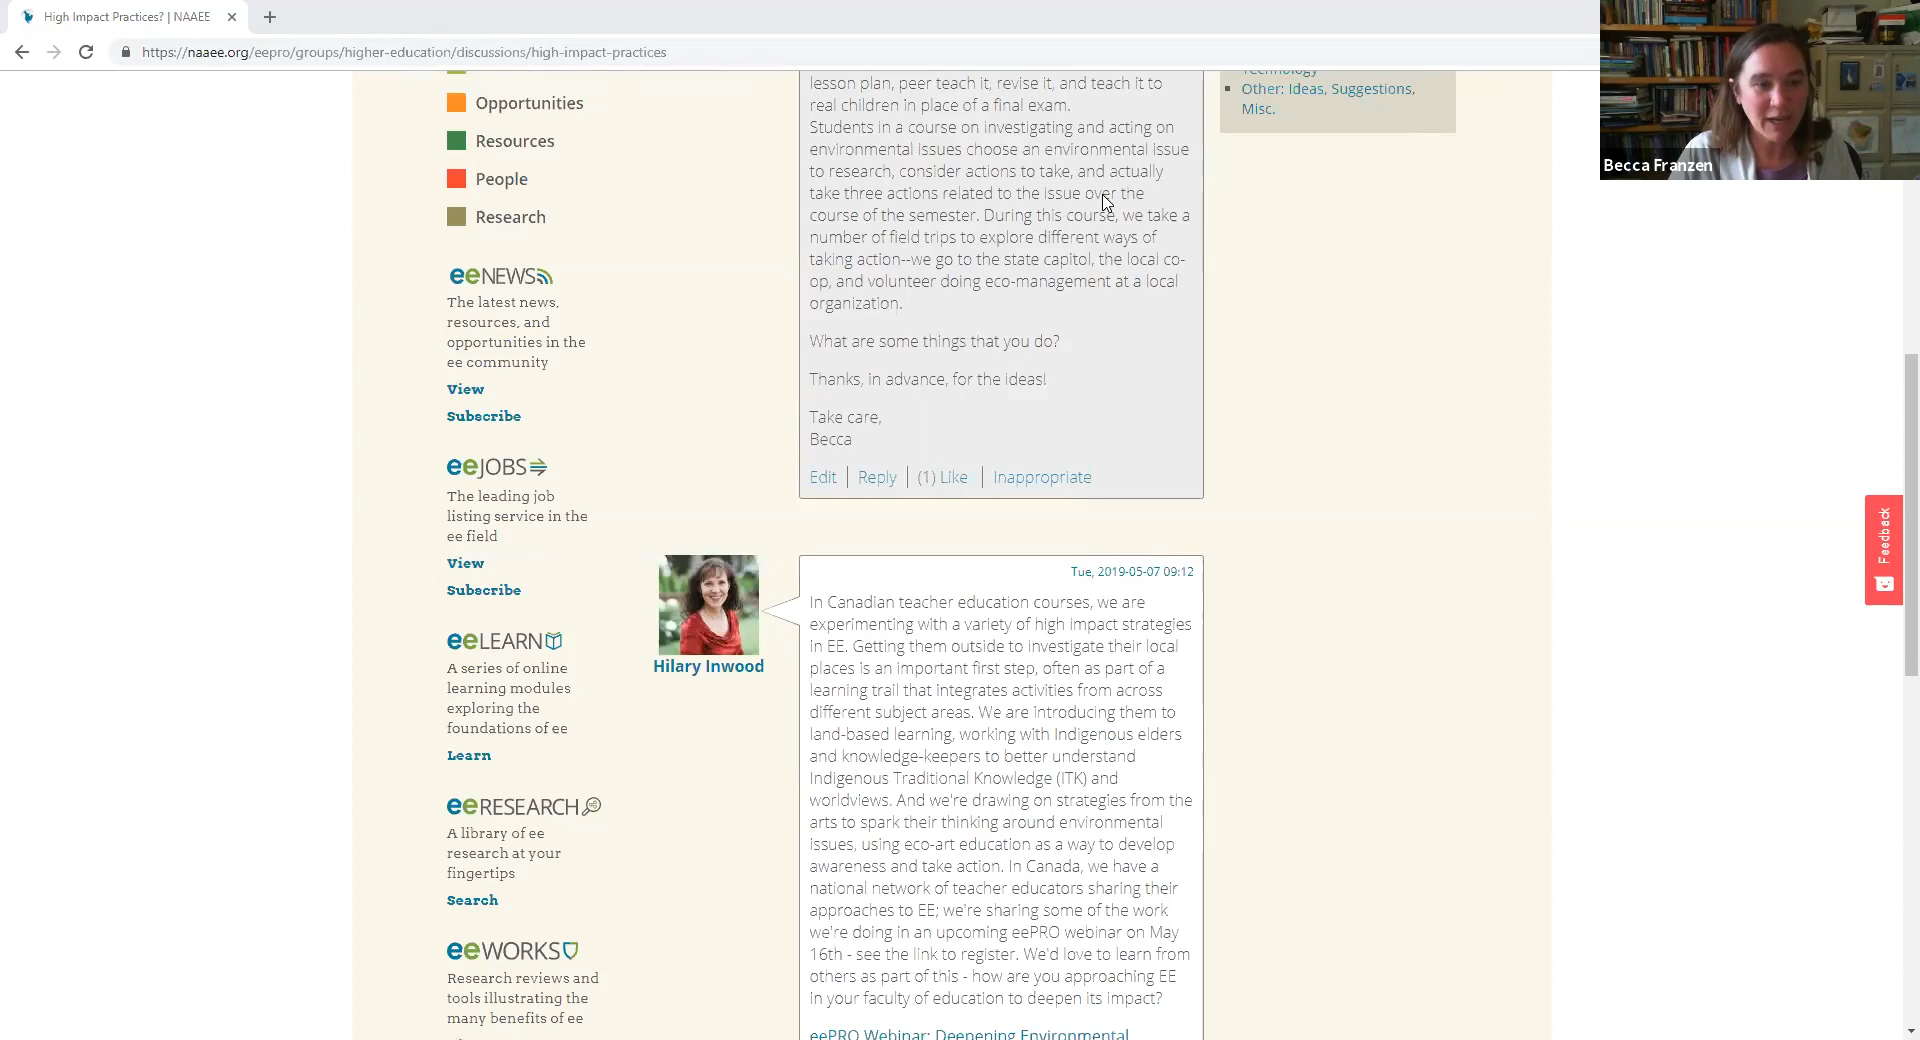 High Impact Practices? | NAAEE
https://naaee.org/eepro/groups/higher-education/discussions/high-impact-practices
Becca Franzen
Opportunities
Resources
People
Research
eeNEWS
The latest news,
resources, and
opportunities in the
ee community
View
Subscribe
eeJOBS
The leading job
listing service in the
ee field
View
Subscribe
eeLEARN
A series of online
learning modules
exploring the
foundations of ee
Learn
eeRESEARCH
A library of ee
research at your
fingertips
Search
eeWORKS
Research reviews and
tools illustrating the
many benefits of ee
lesson plan, peer teach it, revise it, and teach it to
real children in place of a final exam.
Students in a course on investigating and acting on
environmental issues choose an environmental issue
to research, consider actions to take, and actually
take three actions related to the issue over the
course of the semester. During this course, we take a
number of field trips to explore different ways of
taking action--we go to the state capitol, the local co-
op, and volunteer doing eco-management at a local
organization.
What are some things that you do?
Thanks, in advance, for the ideas!
Take care,
Becca
Edit | Reply | (1) Like | Inappropriate
Hilary Inwood
Tue, 2019-05-07 09:12
In Canadian teacher education courses, we are
experimenting with a variety of high impact strategies
in EE. Getting them outside to investigate their local
places is an important first step, often as part of a
learning trail that integrates activities from across
different subject areas. We are introducing them to
land-based learning, working with Indigenous elders
and knowledge-keepers to better understand
Indigenous Traditional Knowledge (ITK) and
worldviews. And we're drawing on strategies from the
arts to spark their thinking around environmental
issues, using eco-art education as a way to develop
awareness and take action. In Canada, we have a
national network of teacher educators sharing their
approaches to EE; we're sharing some of the work
we're doing in an upcoming eePRO webinar on May
16th - see the link to register. We'd love to learn from
others as part of this - how are you approaching EE
in your faculty of education to deepen its impact?
eePRO Webinar: Deepening Environmental
Technology
Other: Ideas, Suggestions,
Misc.
Feedback